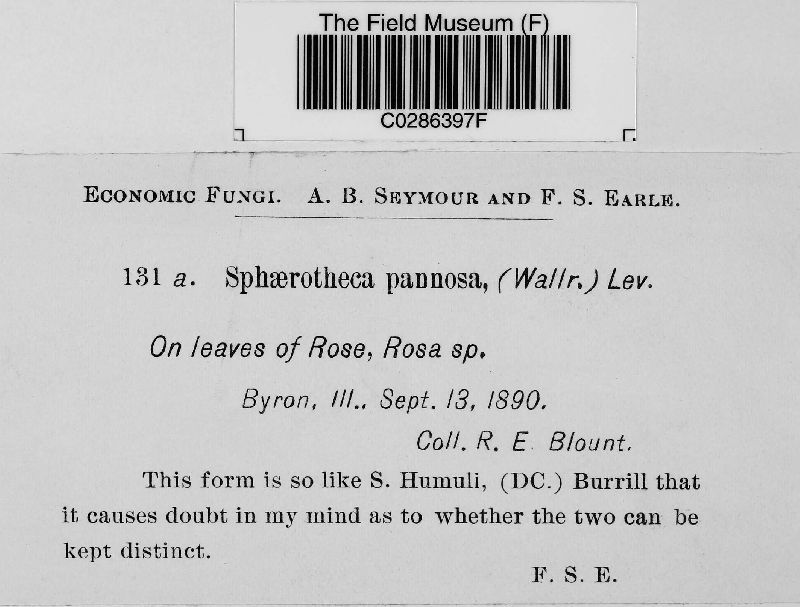 The Field Museum (F)
C0286397F
ECONOMIC FUNGI. A. B. SEYMOUR AND F. S. EARLE.
131 a. Sphærotheca pannosa, (Wallr.) Lev.
On leaves of Rose, Rosa sp.
Byron, Ill., Sept. 13, 1890.
Coll. R. E. Blount.
This form is so like S. Humuli, (DC.) Burrill that
it causes doubt in my mind as to whether the two can be
kept distinct.
F. S. E.